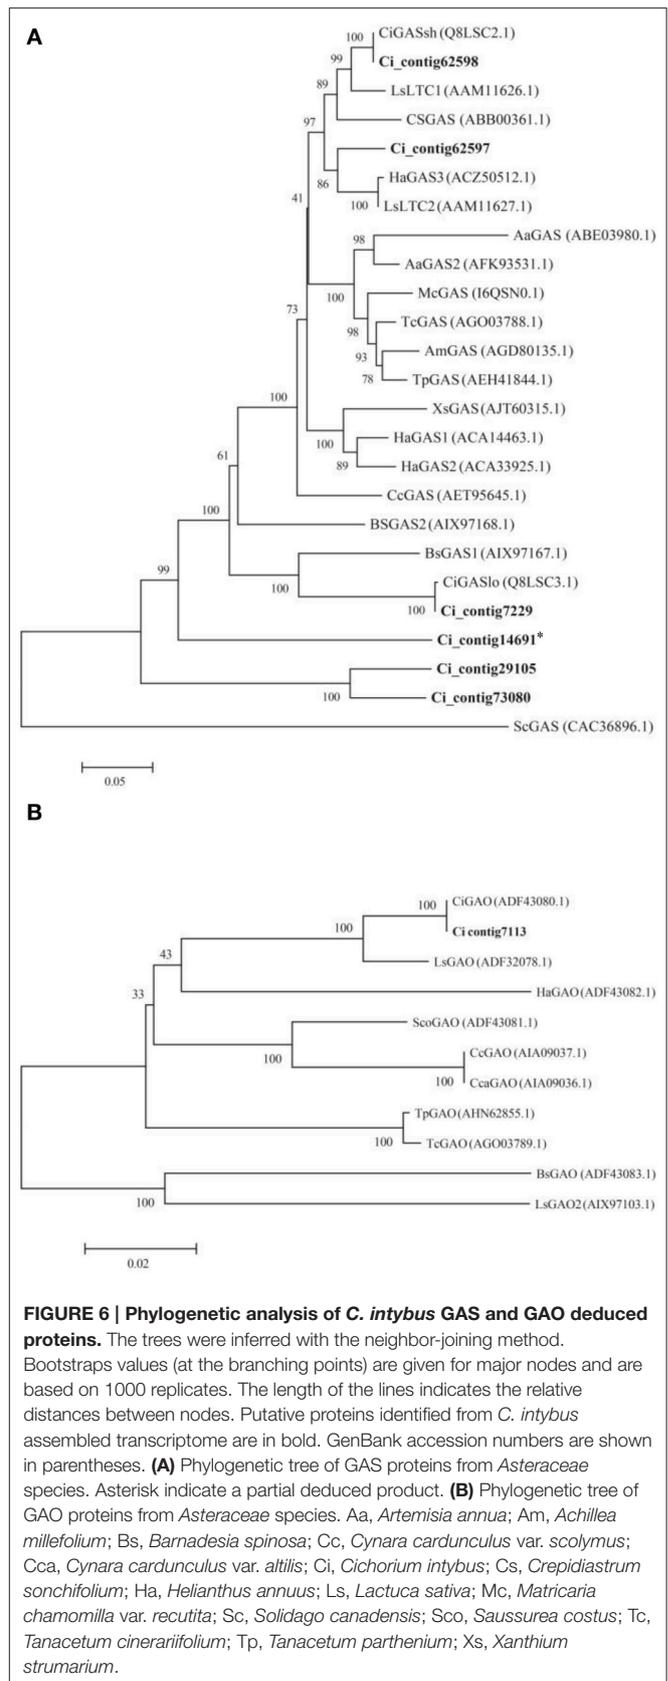 A
100
CiGASsh (Q8LSC2.1)
Ci_contig62598
99
LsLTC1 (AAM11626.1)
89
CSGAS (ABB00361.1)
97
Ci_contig62597
86
HaGAS3 (ACZ50512.1)
100
LsLTC2 (AAM11627.1)
41
AaGAS (ABE03980.1)
98
AaGAS2 (AFK93531.1)
100
McGAS (I6QSN0.1)
98
TcGAS (AGO03788.1)
93
AmGAS (AGD80135.1)
78
TpGAS (AEH41844.1)
73
XsGAS (AJT60315.1)
100
HaGAS1 (ACA14463.1)
89
HaGAS2 (ACA33925.1)
100
CcGAS (AET95645.1)
61
BSGAS2 (AIX97168.1)
100
BsGAS1 (AIX97167.1)
100
CiGASlo (Q8LSC3.1)
100
Ci_contig7229
99
Ci_contig14691*
Ci_contig29105
100
Ci_contig73080
ScGAS (CAC36896.1)
0.05
B
100
CiGAO (ADF43080.1)
Ci contig7113
100
LsGAO (ADF32078.1)
43
HaGAO (ADF43082.1)
33
ScoGAO (ADF43081.1)
100
CcGAO (AIA09037.1)
100
CcaGAO (AIA09036.1)
TpGAO (AHN62855.1)
100
TcGAO (AGO03789.1)
BsGAO (ADF43083.1)
100
LsGAO2 (AIX97103.1)
0.02
FIGURE 6 | Phylogenetic analysis of C. intybus GAS and GAO deduced
proteins. The trees were inferred with the neighbor-joining method.
Bootstraps values (at the branching points) are given for major nodes and are
based on 1000 replicates. The length of the lines indicates the relative
distances between nodes. Putative proteins identified from C. intybus
assembled transcriptome are in bold. GenBank accession numbers are shown
in parentheses. (A) Phylogenetic tree of GAS proteins from Asteraceae
species. Asterisk indicate a partial deduced product. (B) Phylogenetic tree of
GAO proteins from Asteraceae species. Aa, Artemisia annua; Am, Achillea
millefolium; Bs, Barnadesia spinosa; Cc, Cynara cardunculus var. scolymus;
Cca, Cynara cardunculus var. altilis; Ci, Cichorium intybus; Cs, Crepidiastrum
sonchifolium; Ha, Helianthus annuus; Ls, Lactuca sativa; Mc, Matricaria
chamomilla var. recutita; Sc, Solidago canadensis; Sco, Saussurea costus; Tc,
Tanacetum cinerariifolium; Tp, Tanacetum parthenium; Xs, Xanthium
strumarium.